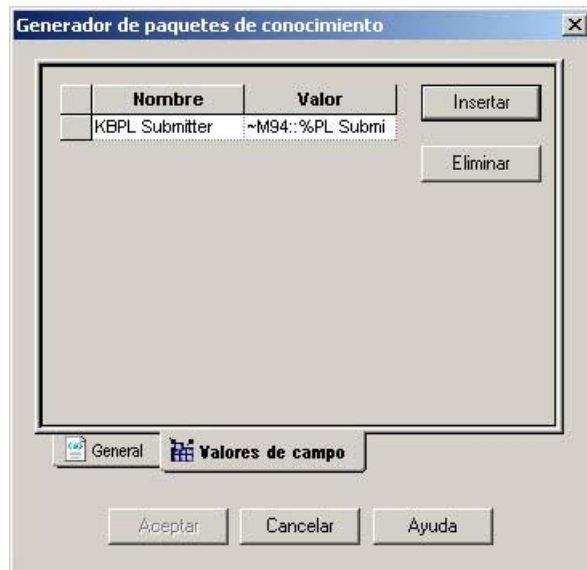 Generador de paquetes de conocimiento
Nombre Valor
KBPL Submitter ~M94::%PL Submi
Insertar
Eliminar
General Valores de campo
Aceptar Cancelar Ayuda